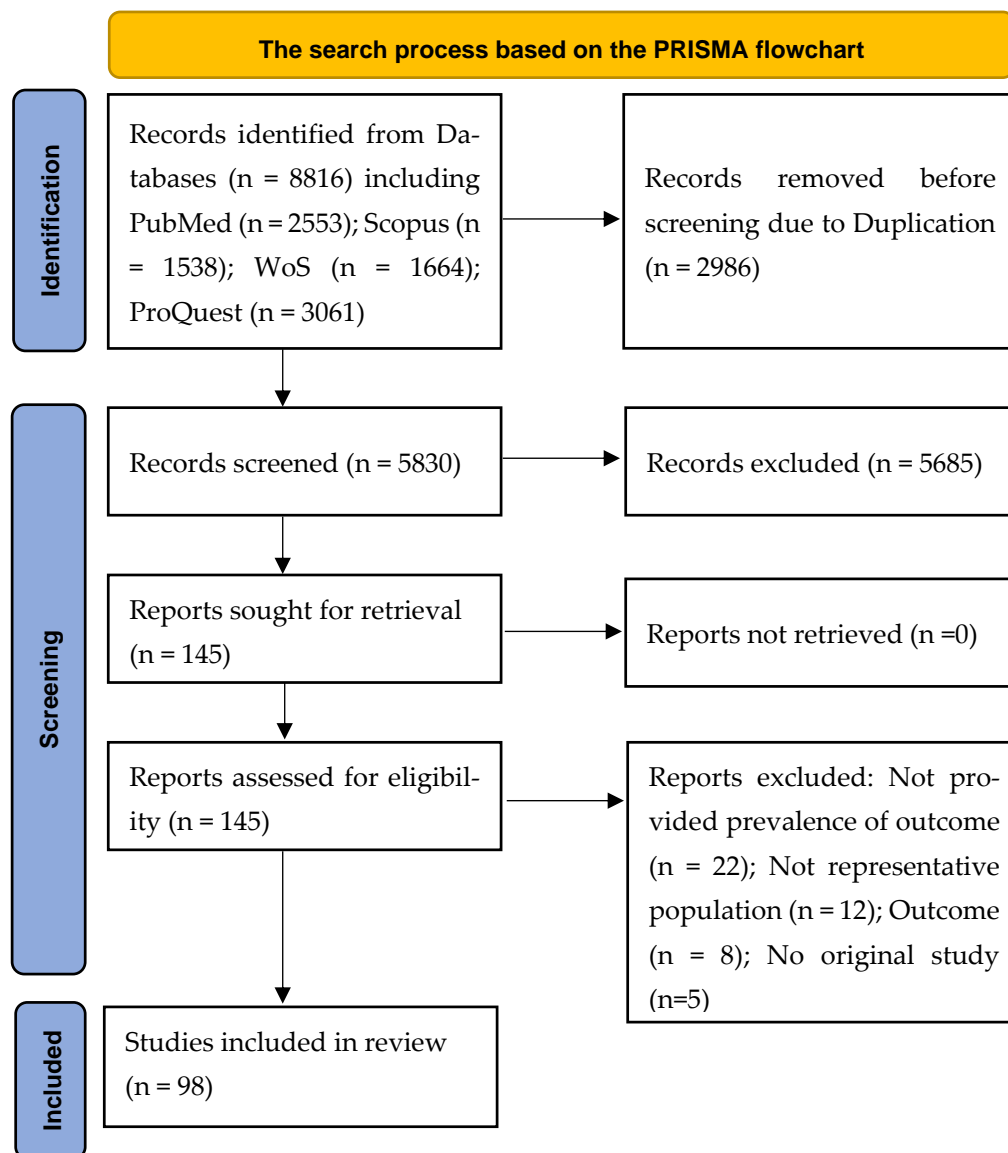 The search process based on the PRISMA flowchart
Identification
Records identified from Da-
tabases (n = 8816) including
PubMed (n = 2553); Scopus (n
= 1538); WoS (n = 1664);
ProQuest (n = 3061)
Records removed before
screening due to Duplication
(n = 2986)
Screening
Records screened (n = 5830)
Records excluded (n = 5685)
Reports sought for retrieval
(n = 145)
Reports not retrieved (n =0)
Reports assessed for eligibil-
ity (n = 145)
Reports excluded: Not pro-
vided prevalence of outcome
(n = 22); Not representative
population (n = 12); Outcome
(n = 8); No original study
(n=5)
Included
Studies included in review
(n = 98)